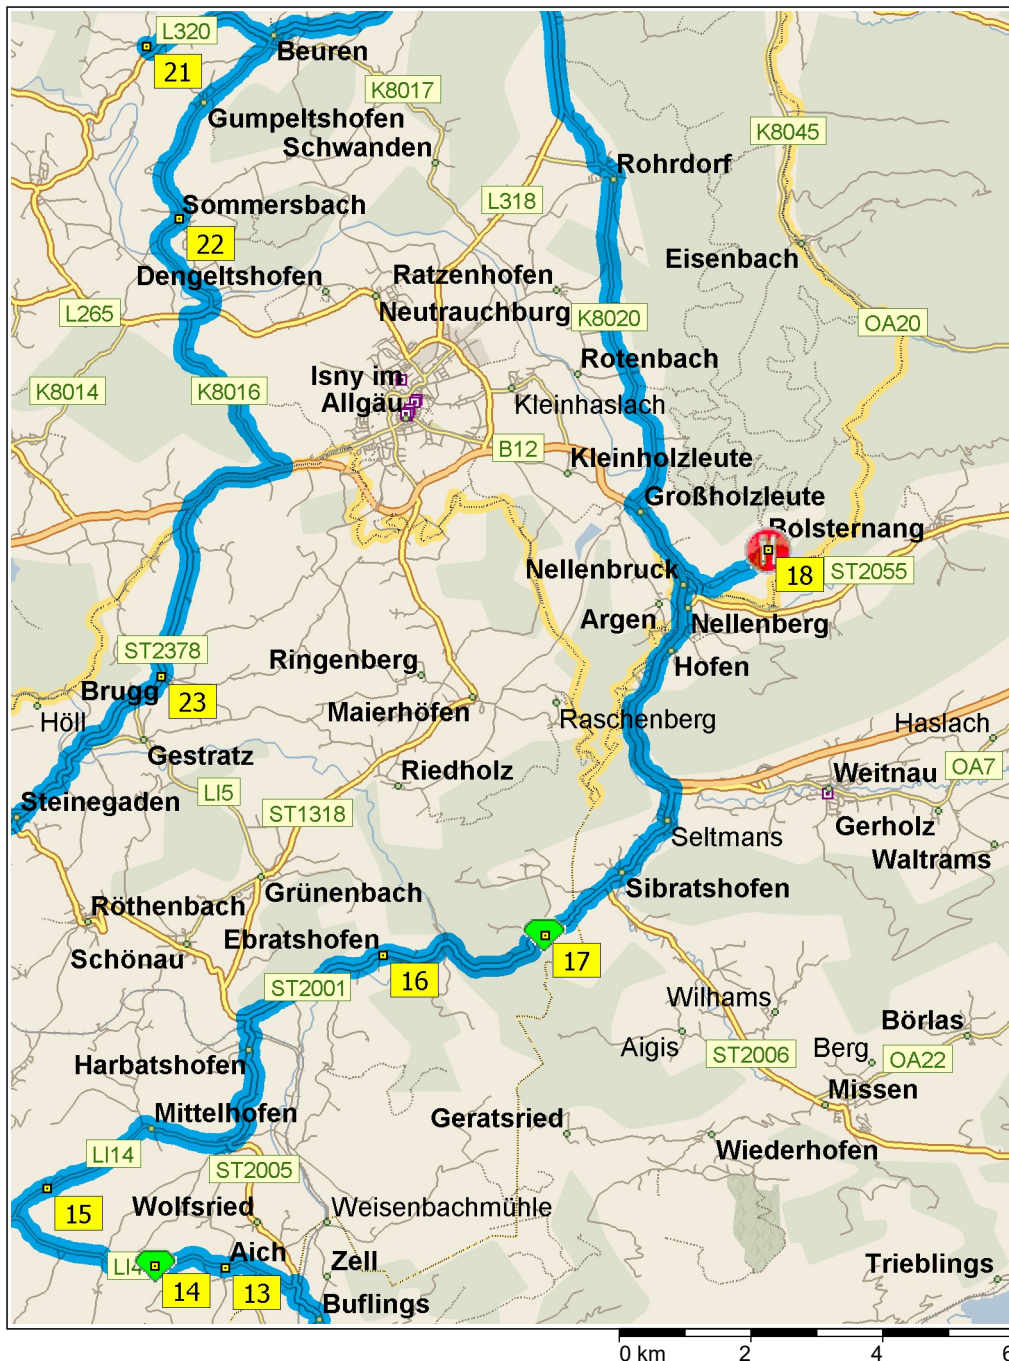 L320
Beuren
21
K8017
Gumpeltshofen
Schwanden
K8045
Rohrdorf
L318
Sommersbach
22
Eisenbach
Dengeltshofen
Ratzenhofen
Neutrauchburg
L265
K8020
OA20
Rotenbach
Isny im
Allgäu
K8014
K8016
Kleinhaslach
B12
Kleinholzleute
Großholzleute
Bolsternang
Nellenbruck
18
ST2055
Argen
Nellenberg
ST2378
Ringenberg
Hofen
Brugg
23
Maierhöfen
Höll
Raschenberg
Haslach
Gestratz
Riedholz
Weitnau
OA7
Steinegaden
LI5
ST1318
Seltmans
Gerholz
Waltrams
Grünenbach
Sibratshofen
Röthenbach
Ebratshofen
Schönau
16
17
ST2001
Wilhams
Börlas
Aigis
ST2006
Berg
OA22
Harbatshofen
Missen
Mittelhofen
Geratsried
Wiederhofen
LI14
ST2005
15
Wolfsried
Weisenbachmühle
Aich
Zell
LI4
14
13
Trieblings
Buflings
0 km
2
4
6